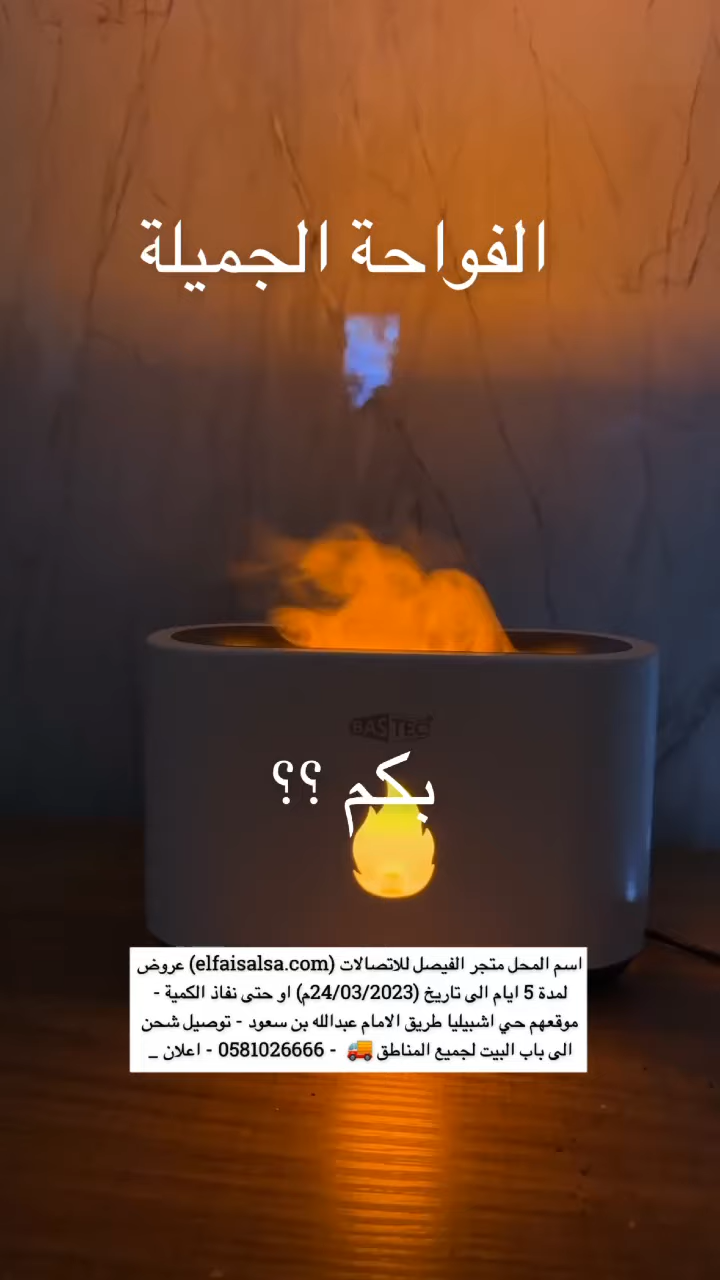 الفواحة الجميلة
BASTEC
بكم ؟؟
اسم المحل متجر الفيصل للاتصالات (elfaisalsa.com) عروض
لمدة 5 ايام الى تاريخ (24/03/2023م) او حتى نفاذ الكمية -
موقعهم حي اشبيليا طريق الامام عبدالله بن سعود - توصيل شحن
الى باب البيت لجميع المناطق 🚚 - 0581026666 - اعلان _